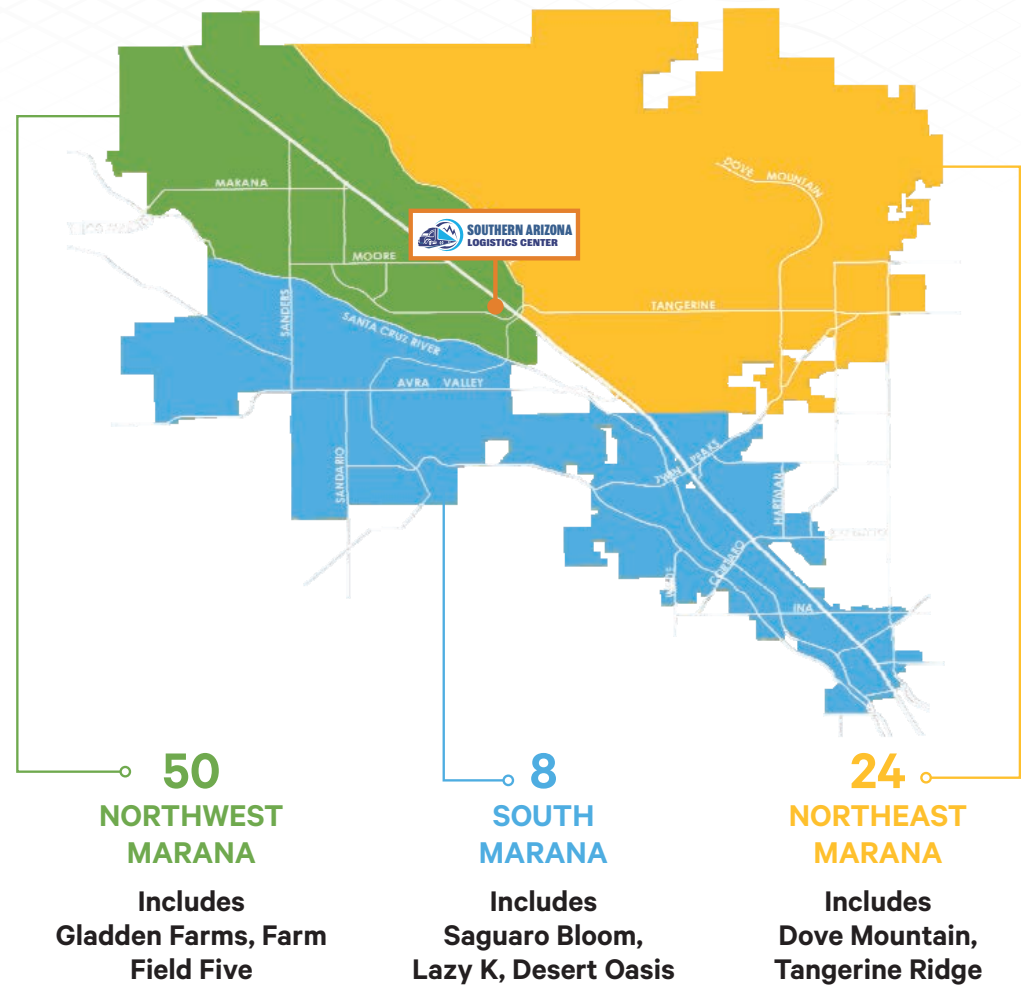 DOVE MOUNTAIN
MARANA
SOUTHERN ARIZONA
LOGISTICS CENTER
MOORE
SANDERS
TANGERINE
SANTA CRUZ RIVER
AVRA VALLEY
SANDARIO
TWIN PEAKS
HARTMAN
CORTARO
INA
50
NORTHWEST
MARANA
Includes
Gladden Farms, Farm
Field Five
8
SOUTH
MARANA
Includes
Saguaro Bloom,
Lazy K, Desert Oasis
24
NORTHEAST
MARANA
Includes
Dove Mountain,
Tangerine Ridge